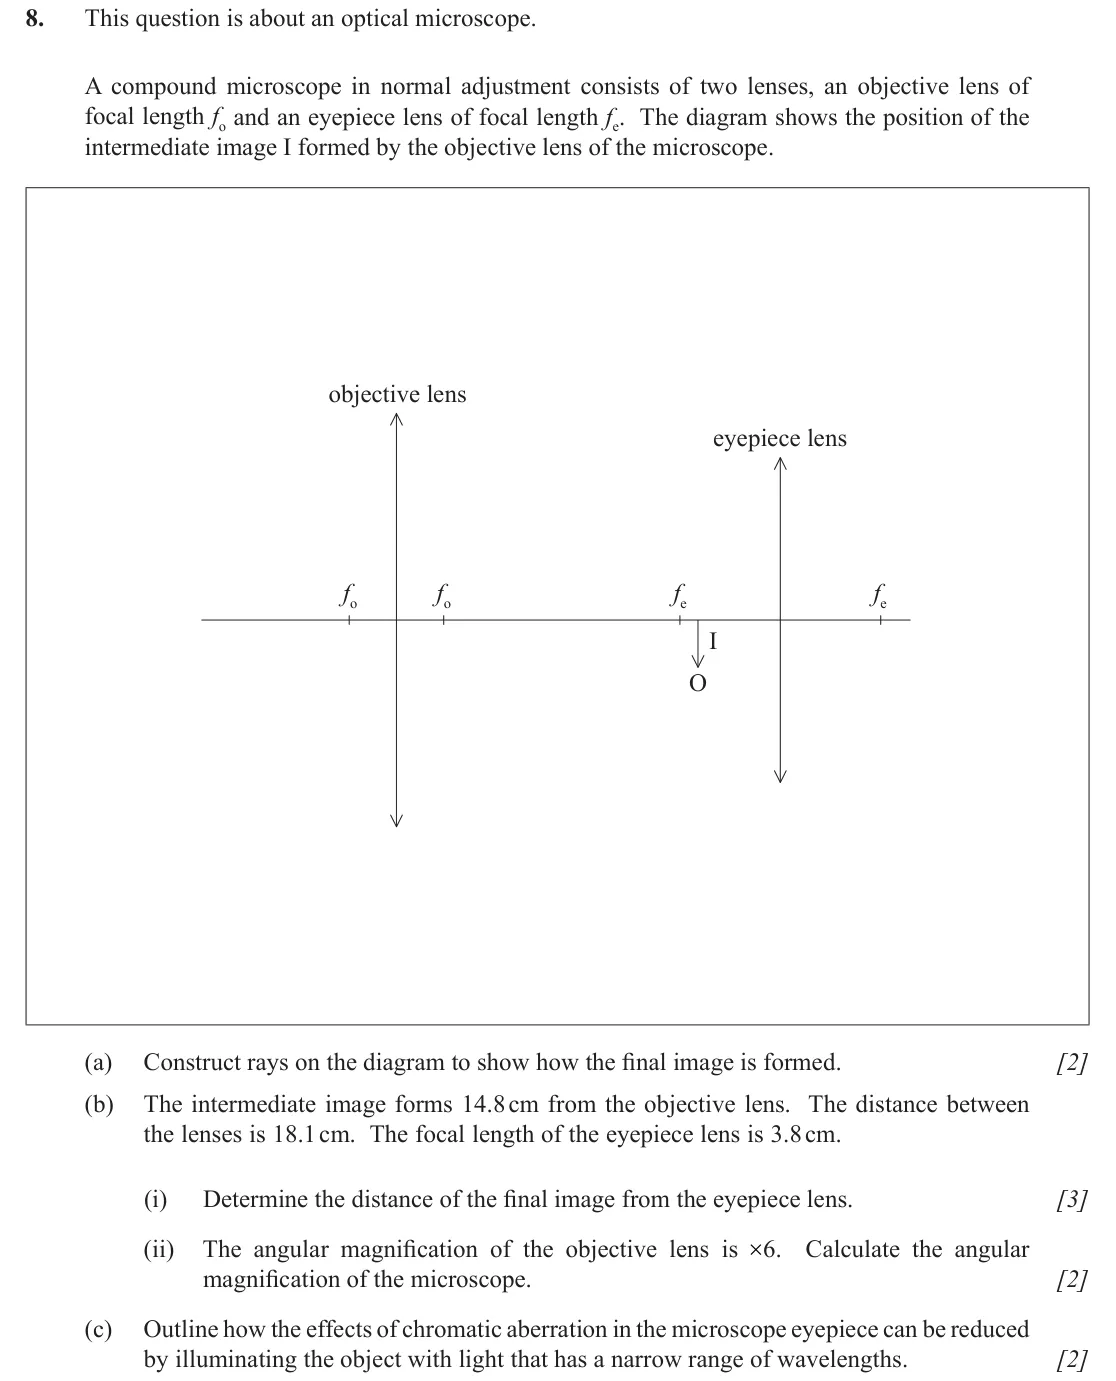 8. This question is about an optical microscope.
A compound microscope in normal adjustment consists of two lenses, an objective lens of
focal length fo and an eyepiece lens of focal length fe. The diagram shows the position of the
intermediate image I formed by the objective lens of the microscope.
objective lens
eyepiece lens
fo fo fe fe
I
O
(a) Construct rays on the diagram to show how the final image is formed. [2]
(b) The intermediate image forms 14.8 cm from the objective lens. The distance between
the lenses is 18.1 cm. The focal length of the eyepiece lens is 3.8 cm.
(i) Determine the distance of the final image from the eyepiece lens. [3]
(ii) The angular magnification of the objective lens is ×6. Calculate the angular
magnification of the microscope. [2]
(c) Outline how the effects of chromatic aberration in the microscope eyepiece can be reduced
by illuminating the object with light that has a narrow range of wavelengths. [2]